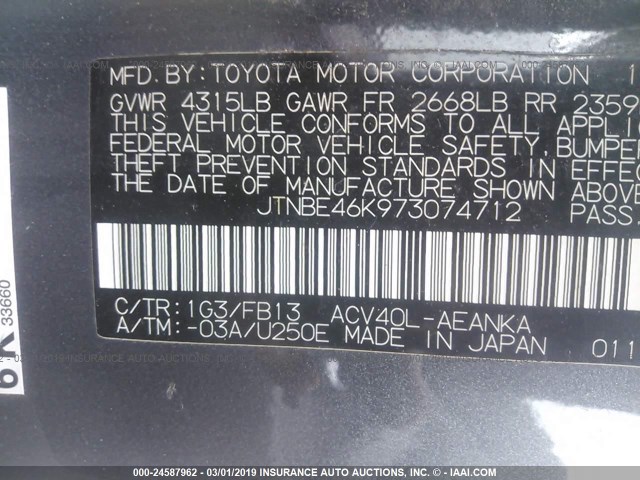 MFD. BY: TOYOTA MOTOR CORPORATION 1
GVWR 4315LB GAWR FR 2668LB RR 2359
THIS VEHICLE CONFORMS TO ALL APPLI
FEDERAL MOTOR VEHICLE SAFETY, BUMPER
THEFT PREVENTION STANDARDS IN EFFEC
THE DATE OF MANUFACTURE SHOWN ABOVE
JTNBE46K973074712 PASS
C/TR: 1G3/FB13 ACV40L-AEANKA
A/TM: -03A/U250E MADE IN JAPAN 011
33660
000-24587962 - 03/01/2019 INSURANCE AUTO AUCTIONS, INC. - © - IAAI.COM